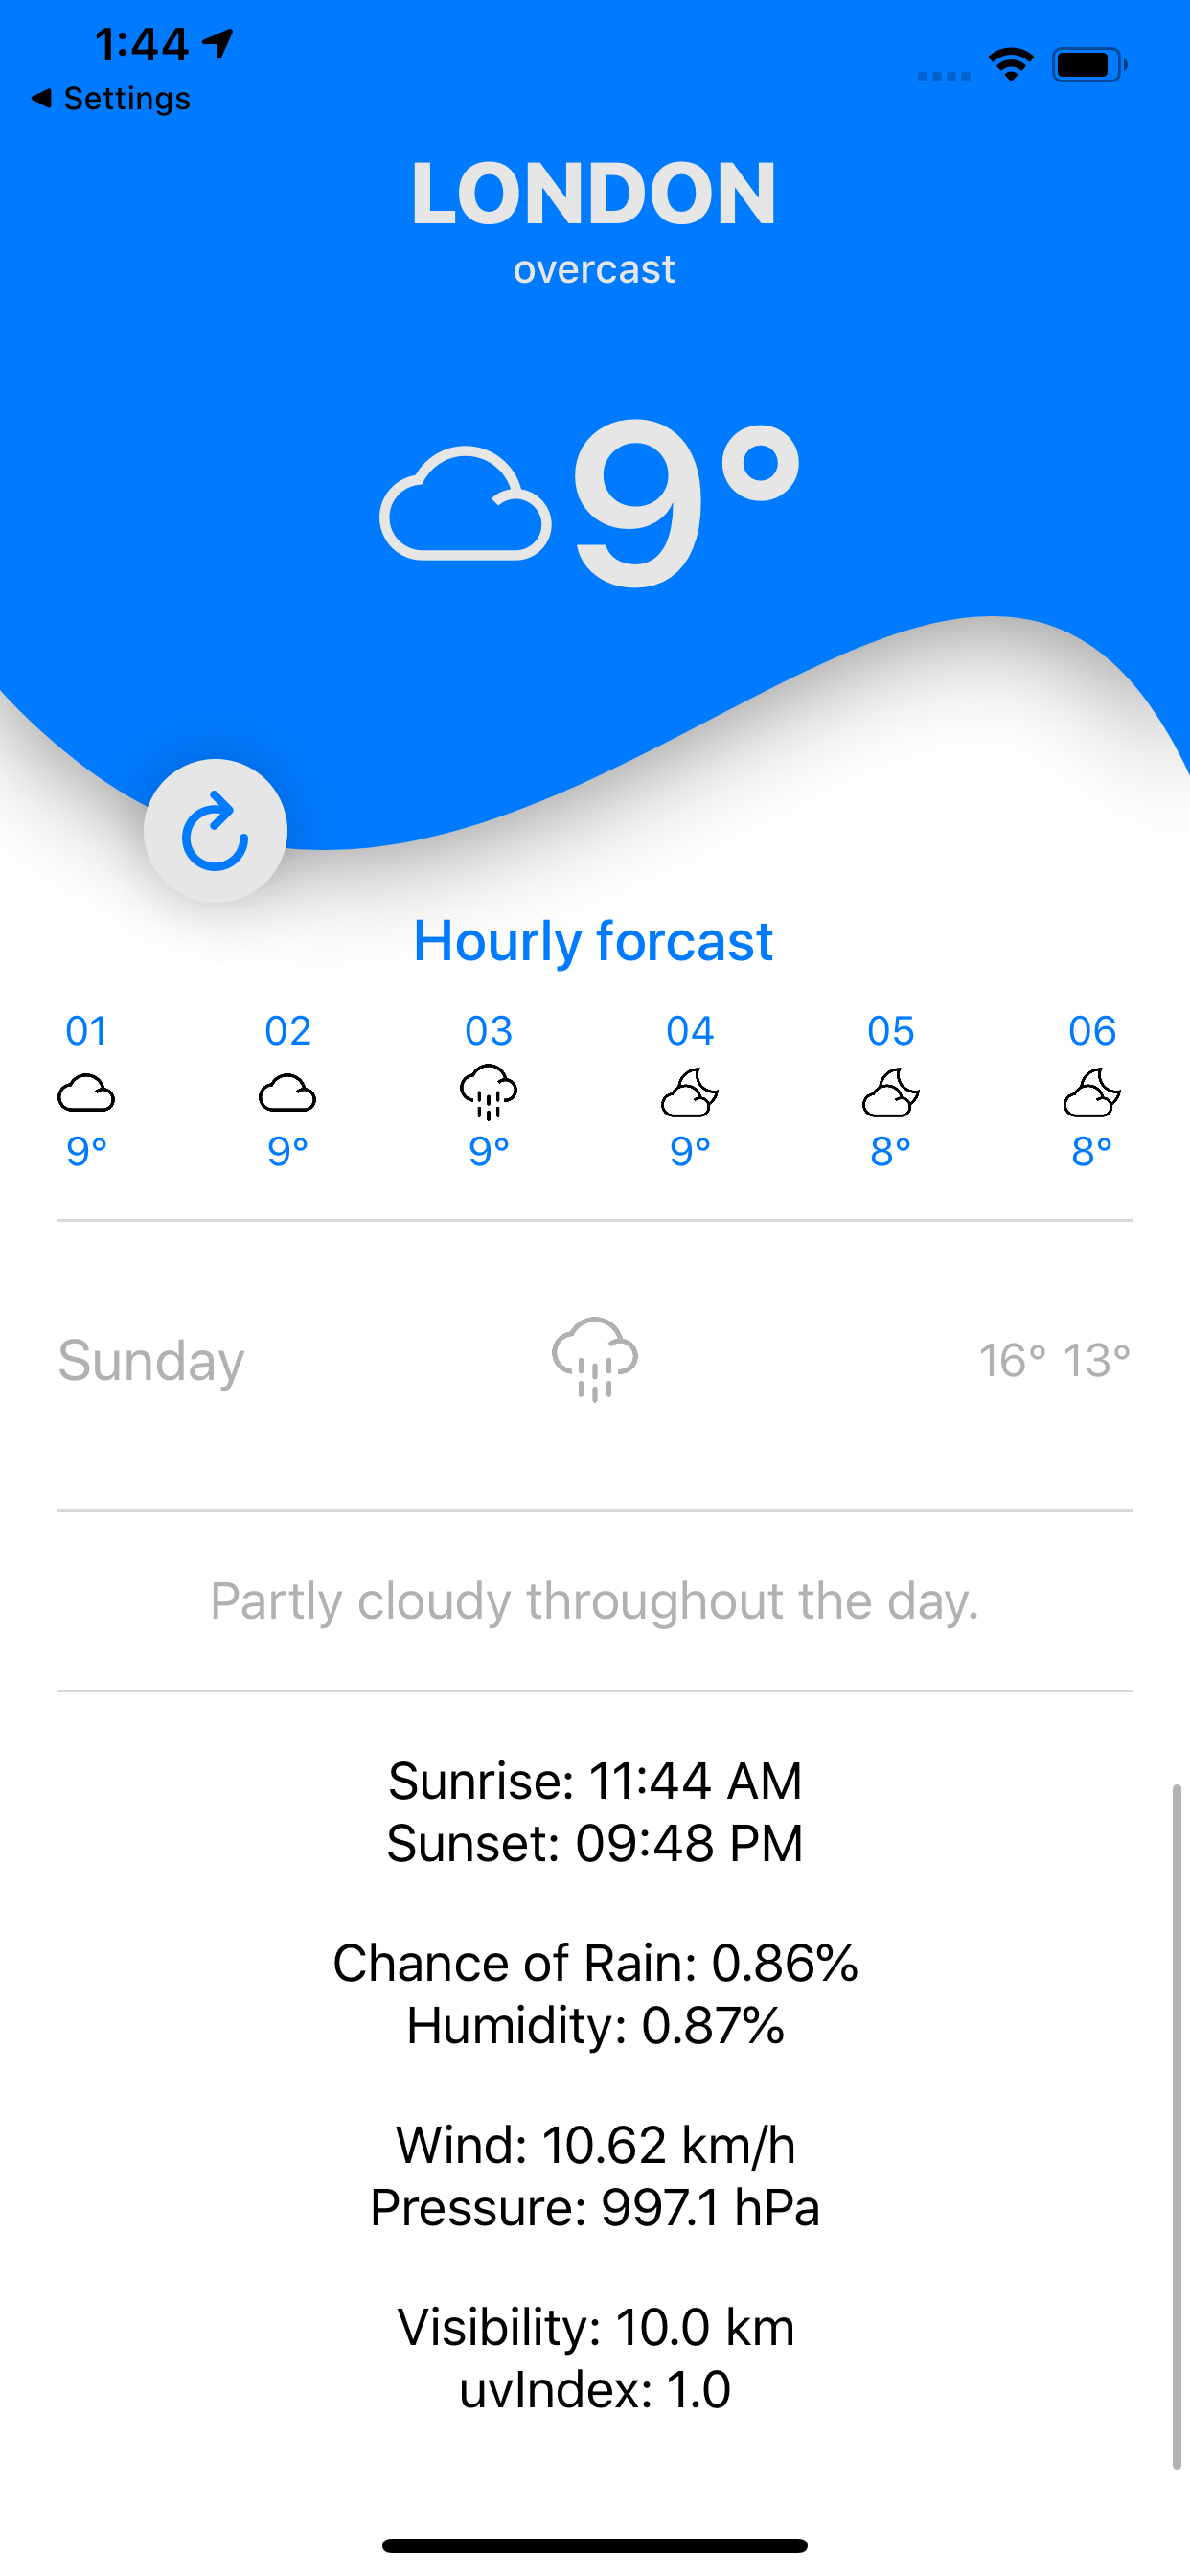 1:44
◀ Settings
LONDON
overcast
9°
Hourly forcast
01 02 03 04 05 06
9° 9° 9° 9° 8° 8°
Sunday 16° 13°
Partly cloudy throughout the day.
Sunrise: 11:44 AM
Sunset: 09:48 PM
Chance of Rain: 0.86%
Humidity: 0.87%
Wind: 10.62 km/h
Pressure: 997.1 hPa
Visibility: 10.0 km
uvIndex: 1.0